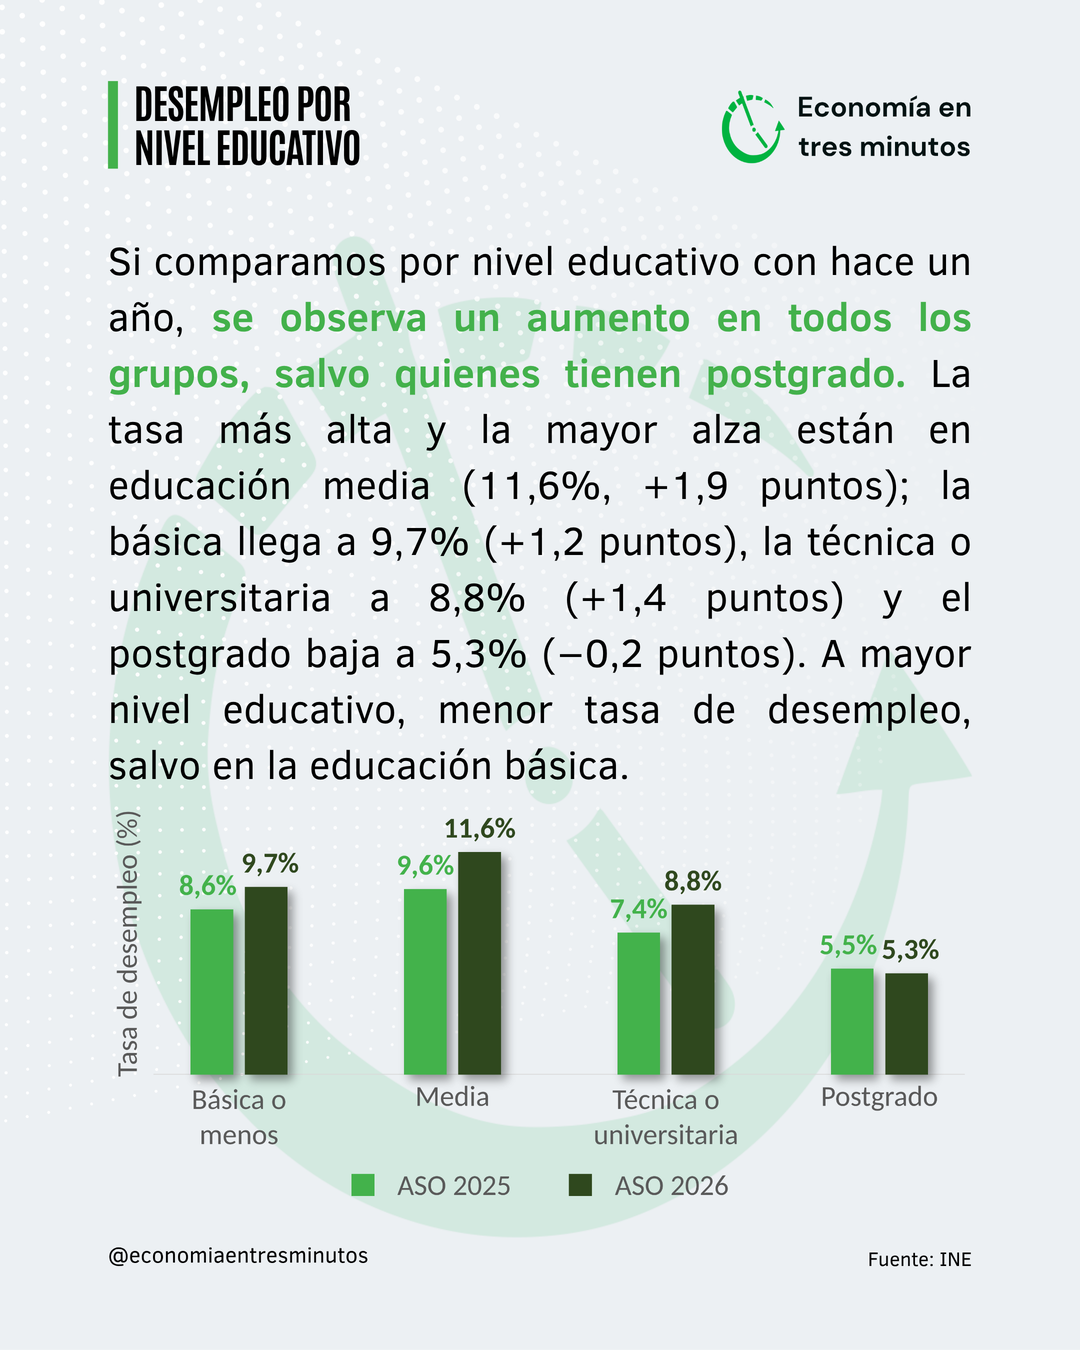 DESEMPLEO POR
NIVEL EDUCATIVO
Economía en
tres minutos
Si comparamos por nivel educativo con hace un
año, se observa un aumento en todos los
grupos, salvo quienes tienen postgrado. La
tasa más alta y la mayor alza están en
educación media (11,6%, +1,9 puntos); la
básica llega a 9,7% (+1,2 puntos), la técnica o
universitaria a 8,8% (+1,4 puntos) y el
postgrado baja a 5,3% (−0,2 puntos). A mayor
nivel educativo, menor tasa de desempleo,
salvo en la educación básica.
Tasa de desempleo (%)
8,6%
9,7%
9,6%
11,6%
7,4%
8,8%
5,5%
5,3%
Básica o
menos
Media
Técnica o
universitaria
Postgrado
ASO 2025
ASO 2026
@economiaentresminutos
Fuente: INE